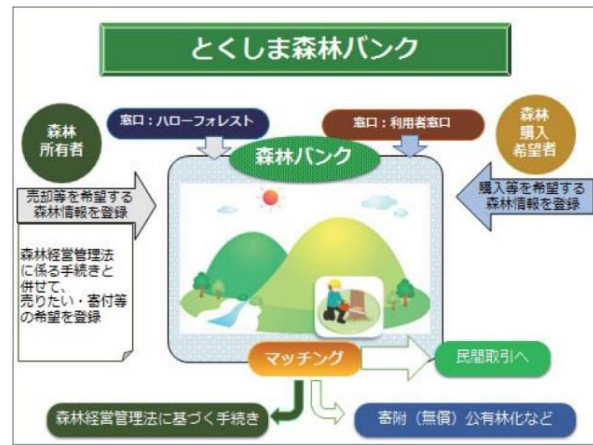 とくしま森林バンク
森林
所有者
窓口：ハローフォレスト
窓口：利用者窓口
森林
購入
希望者
森林バンク
売却等を希望する
森林情報を登録
購入等を希望する
森林情報を登録
森林経営管理法
に係る手続きと
併せて、
売りたい・寄付等
の希望を登録
マッチング
民間取引へ
森林経営管理法に基づく手続き
寄附（無償）公有林化など